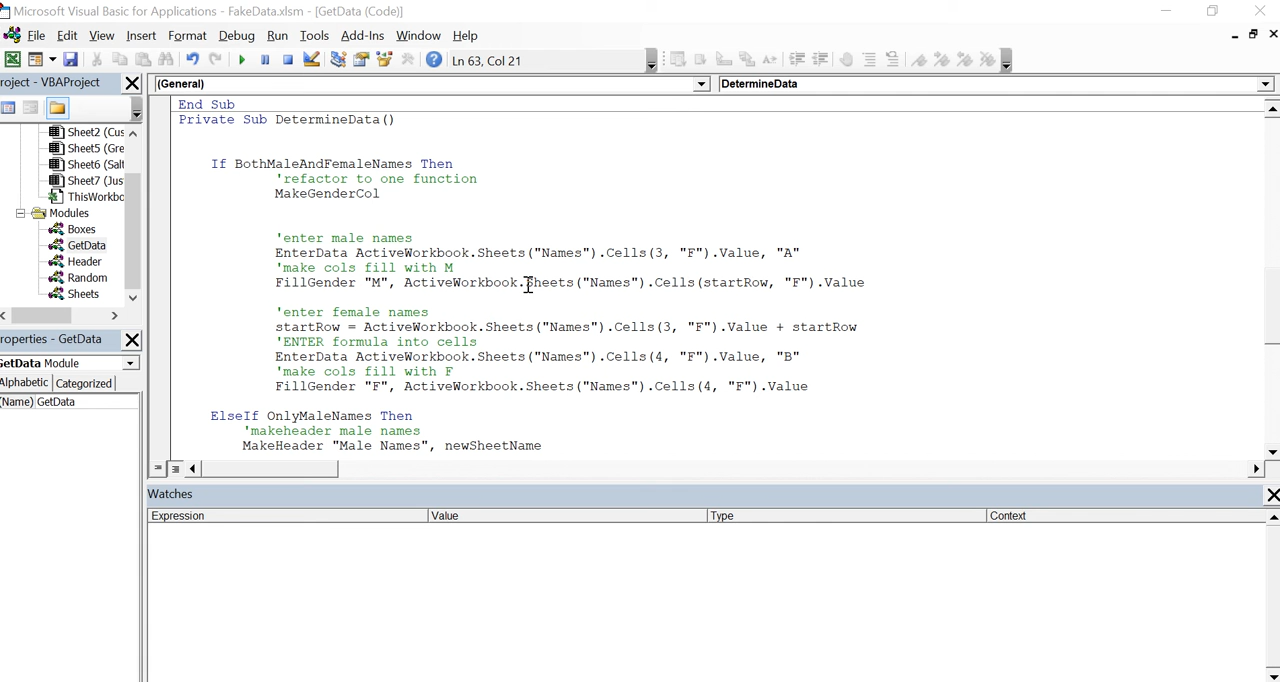 Microsoft Visual Basic for Applications - FakeData.xlsm - [GetData (Code)]
File Edit View Insert Format Debug Run Tools Add-Ins Window Help
Ln 63, Col 21
roject - VBAProject
(General)
DetermineData
Sheet2 (Cus
Sheet5 (Gre
Sheet6 (Salt
Sheet7 (Jus
ThisWorkbo
Modules
Boxes
GetData
Header
Random
Sheets
roperties - GetData
GetData Module
Alphabetic Categorized
(Name) GetData
End Sub
Private Sub DetermineData()
If BothMaleAndFemaleNames Then
'refactor to one function
MakeGenderCol
'enter male names
EnterData ActiveWorkbook.Sheets("Names").Cells(3, "F").Value, "A"
'make cols fill with M
FillGender "M", ActiveWorkbook.Sheets("Names").Cells(startRow, "F").Value
'enter female names
startRow = ActiveWorkbook.Sheets("Names").Cells(3, "F").Value + startRow
'ENTER formula into cells
EnterData ActiveWorkbook.Sheets("Names").Cells(4, "F").Value, "B"
'make cols fill with F
FillGender "F", ActiveWorkbook.Sheets("Names").Cells(4, "F").Value
ElseIf OnlyMaleNames Then
'makeheader male names
MakeHeader "Male Names", newSheetName
Watches
Expression Value Type Context